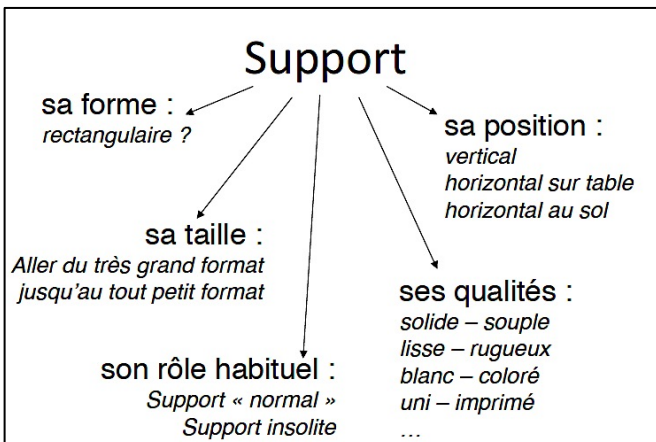 Support
sa forme :
rectangulaire ?
sa position :
vertical
horizontal sur table
horizontal au sol
sa taille :
Aller du très grand format
jusqu'au tout petit format
ses qualités :
solide – souple
lisse – rugueux
blanc – coloré
uni – imprimé
…
son rôle habituel :
Support « normal »
Support insolite